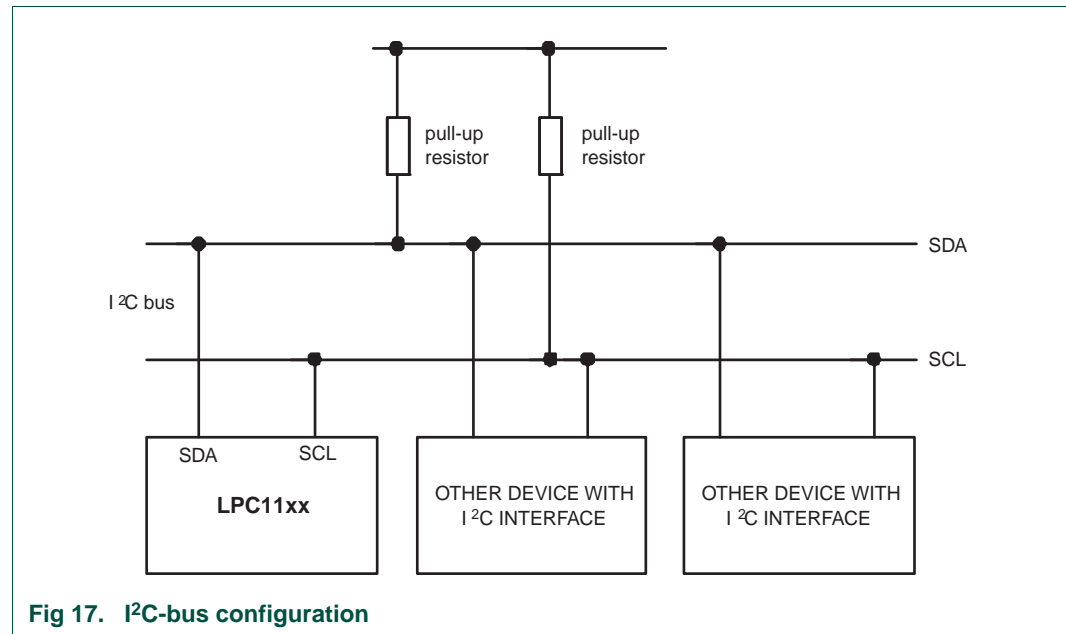 pull-up
resistor
pull-up
resistor
SDA
I ²C bus
SCL
SDA SCL
LPC11xx
OTHER DEVICE WITH
I ²C INTERFACE
OTHER DEVICE WITH
I ²C INTERFACE
Fig 17. I²C-bus configuration